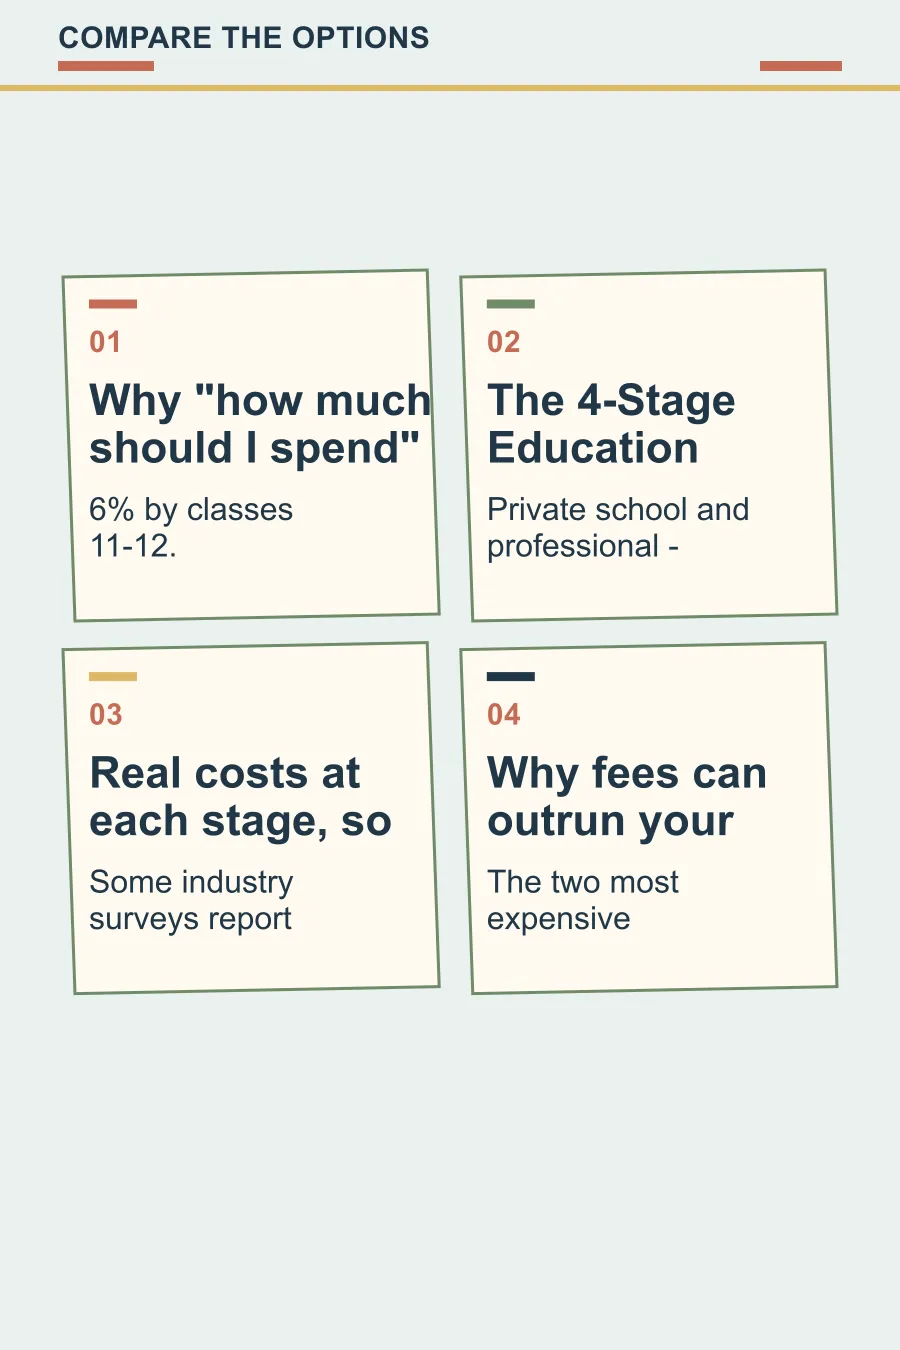 COMPARE THE OPTIONS
01
Why "how much
should I spend"
6% by classes
11-12.
02
The 4-Stage
Education
Private school and
professional -
03
Real costs at
each stage, so
Some industry
surveys report
04
Why fees can
outrun your
The two most
expensive